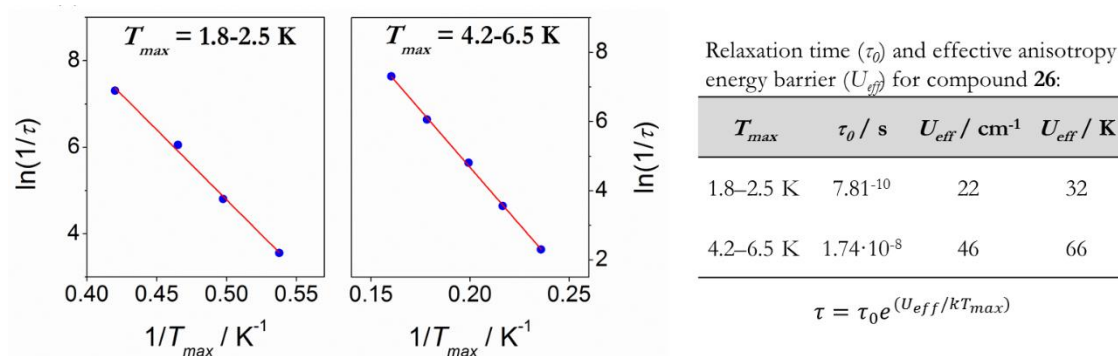 T_max = 1.8-2.5 K
8
6
4
ln(1/τ)
0.40 0.45 0.50 0.55
1/T_max / K⁻¹
T_max = 4.2-6.5 K
8
6
4
2
ln(1/τ)
0.15 0.20 0.25
1/T_max / K⁻¹
Relaxation time (τ₀) and effective anisotropy
energy barrier (U_eff) for compound 26:
T_max τ₀ / s U_eff / cm⁻¹ U_eff / K
1.8–2.5 K 7.81⁻¹⁰ 22 32
4.2–6.5 K 1.74·10⁻⁸ 46 66
τ = τ₀e^(U_eff/kT_max)